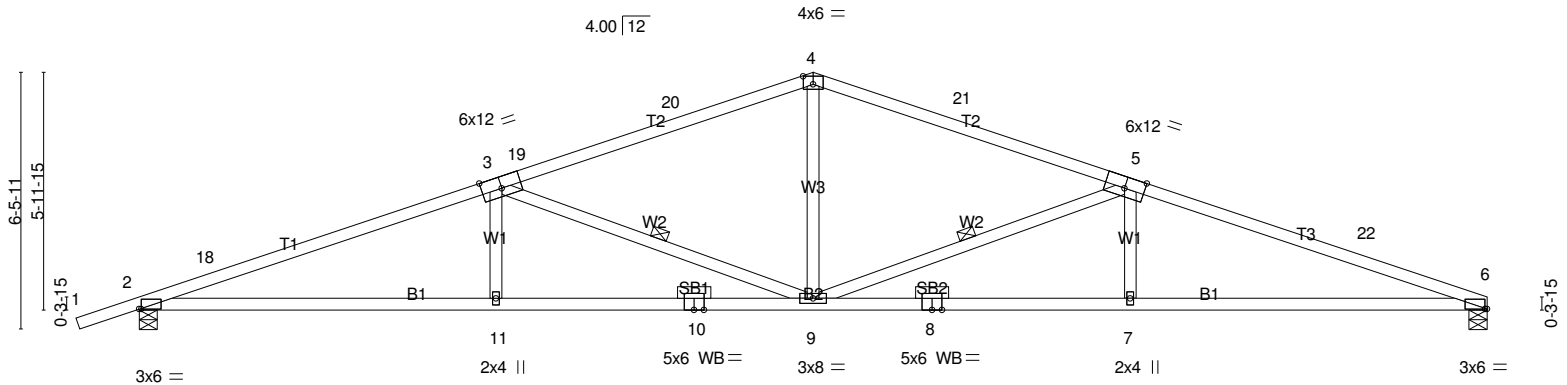 4x6 =
4.00 12
4
20
21
T2
T2
6x12 =
6x12 =
3
19
5
W3
6-5-11
5-11-15
W2
W2
W1
W1
T1
18
T3
22
1
2
6
0-3-15
0-3-15
B1
SB1
B2
SB2
B1
11
10
9
8
7
2x4 ||
5x6 WB =
3x8 =
5x6 WB =
2x4 ||
3x6 =
3x6 =